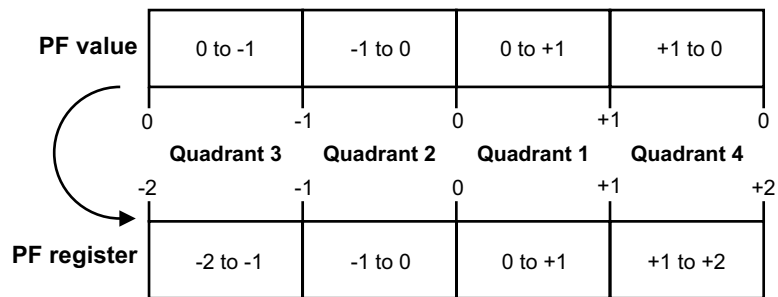 PF value 0 to -1 -1 to 0 0 to +1 +1 to 0
0 -1 0 +1 0
Quadrant 3 Quadrant 2 Quadrant 1 Quadrant 4
-2 -1 0 +1 +2
PF register -2 to -1 -1 to 0 0 to +1 +1 to +2